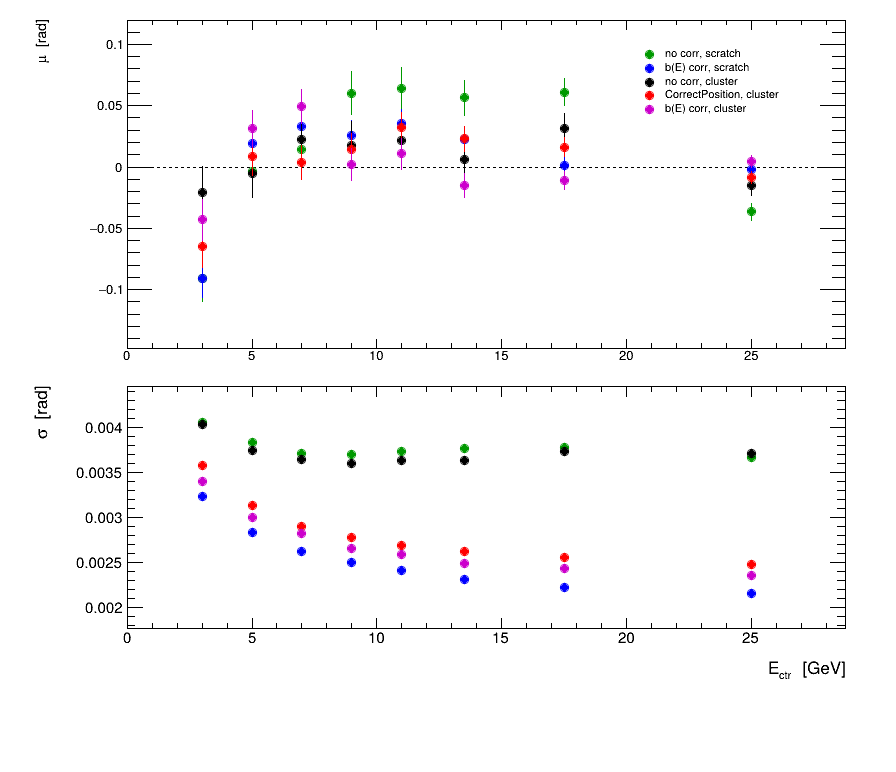 μ [rad]
0.1
0.05
0
−0.05
−0.1
no corr, scratch
b(E) corr, scratch
no corr, cluster
CorrectPosition, cluster
b(E) corr, cluster
0 5 10 15 20 25
σ [rad]
0.004
0.0035
0.003
0.0025
0.002
0 5 10 15 20 25
E_ctr [GeV]